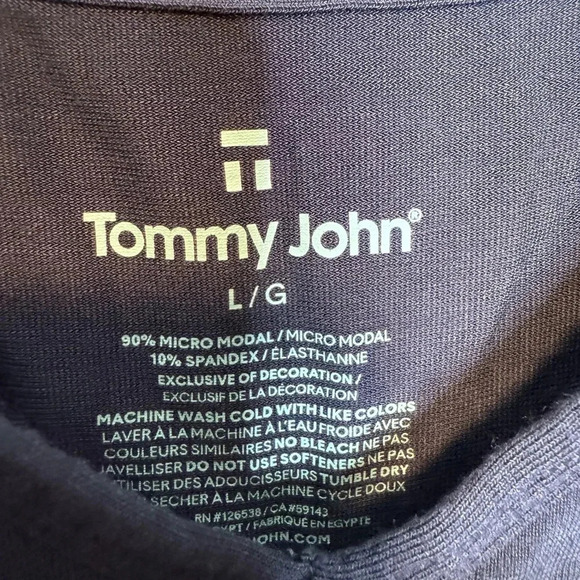 Tommy John®
L / G
90% MICRO MODAL / MICRO MODAL
10% SPANDEX / ÉLASTHANNE
EXCLUSIVE OF DECORATION /
EXCLUSIF DE LA DÉCORATION
MACHINE WASH COLD WITH LIKE COLORS
LAVER À LA MACHINE À L'EAU FROIDE AVEC
COULEURS SIMILAIRES NO BLEACH NE PAS
JAVELLISER DO NOT USE SOFTENERS NE PAS
UTILISER DES ADOUCISSEURS TUMBLE DRY
SÉCHER À LA MACHINE CYCLE DOUX
RN #126538 / CA #59143
FABRIQUÉ EN EGYPTE
JOHN.COM